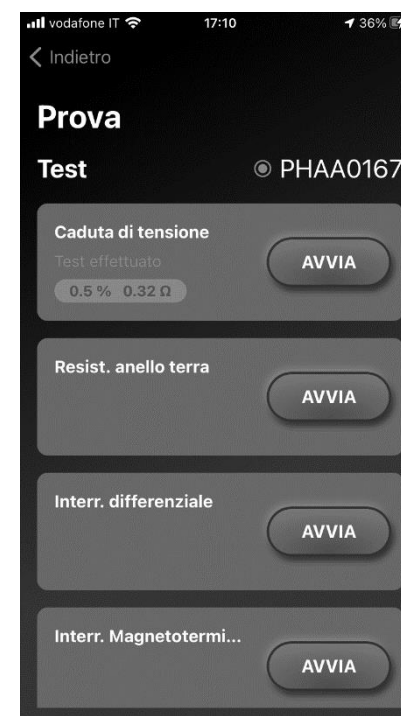 vodafone IT 17:10 36%
Indietro
Prova
Test PHAA0167
Caduta di tensione
Test effettuato
0.5 % 0.32 Ω
AVVIA
Resist. anello terra
AVVIA
Interr. differenziale
AVVIA
Interr. Magnetotermi...
AVVIA